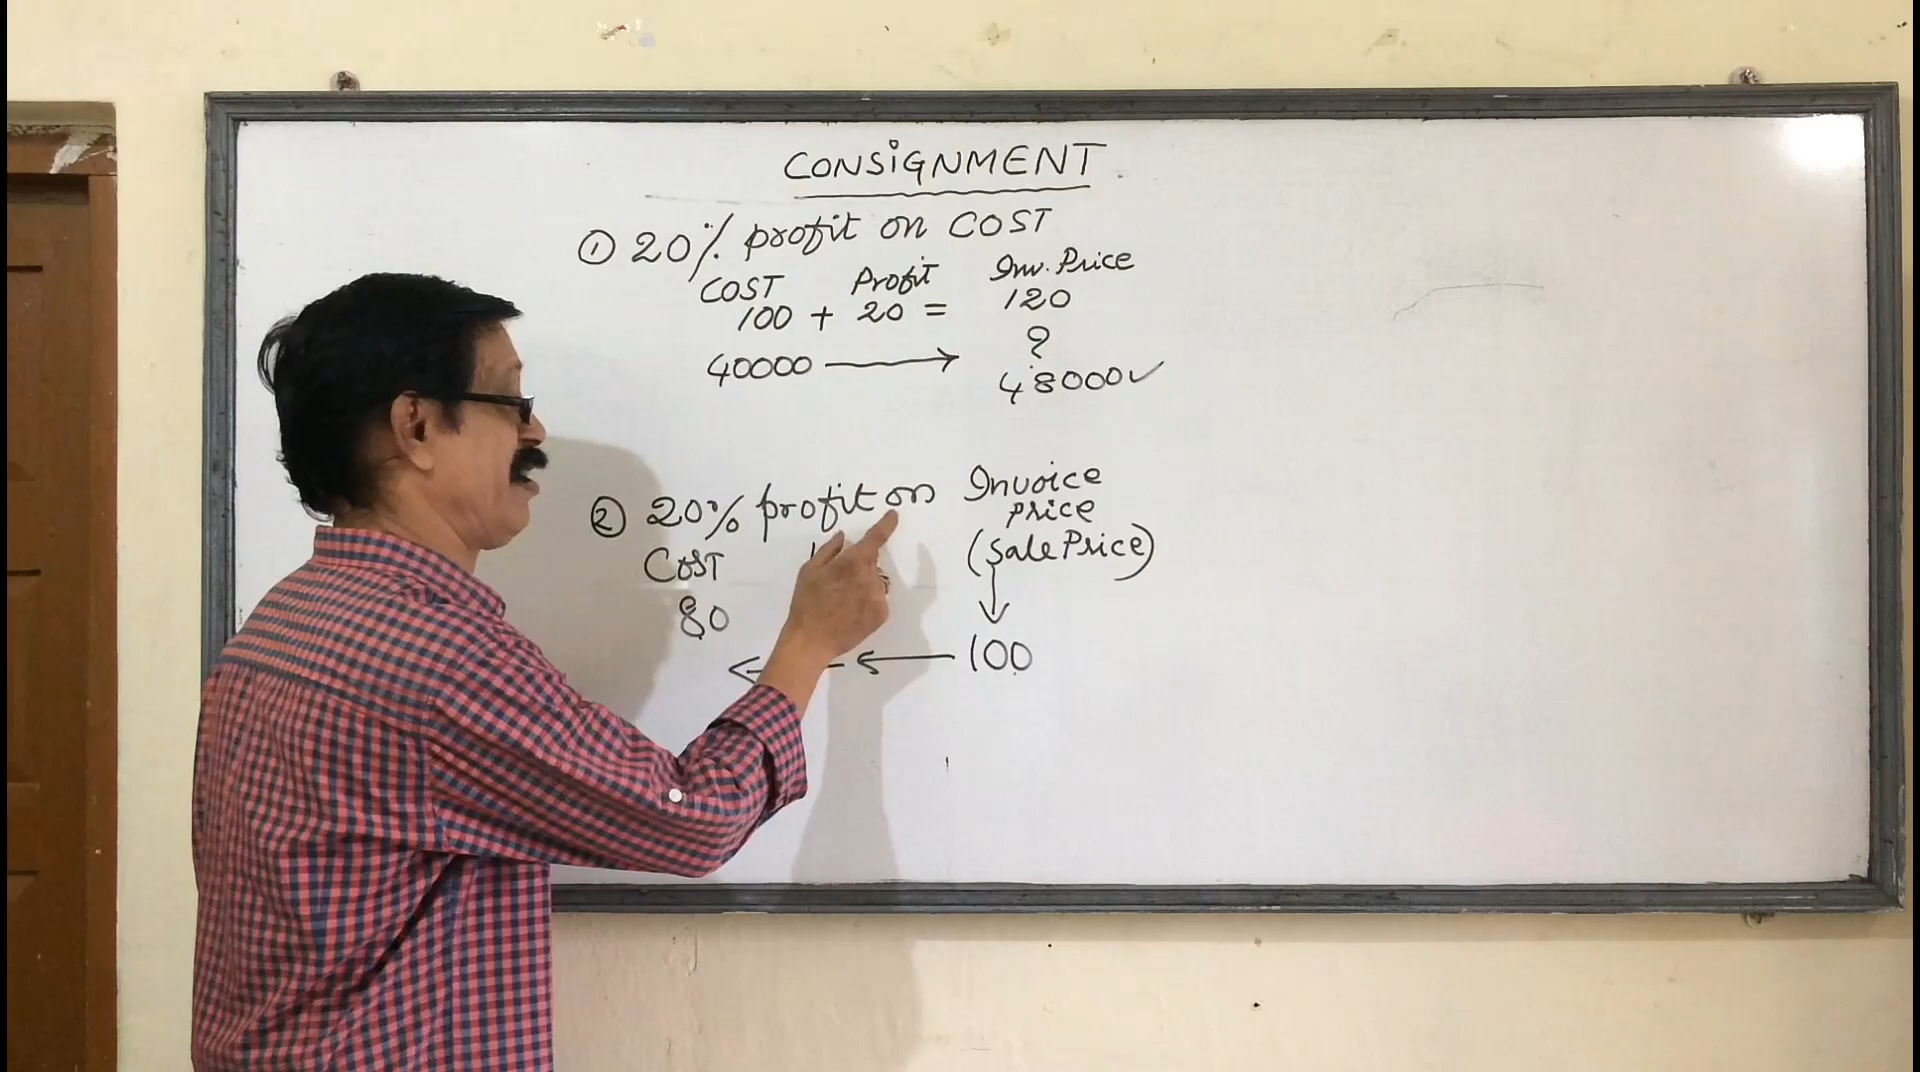 CONSIGNMENT
① 20% profit on COST
COST Profit Inv. Price
100 + 20 = 120
?
40000 → 48000✓
② 20% profit on Invoice
Price
(Sale Price)
COST
80
100